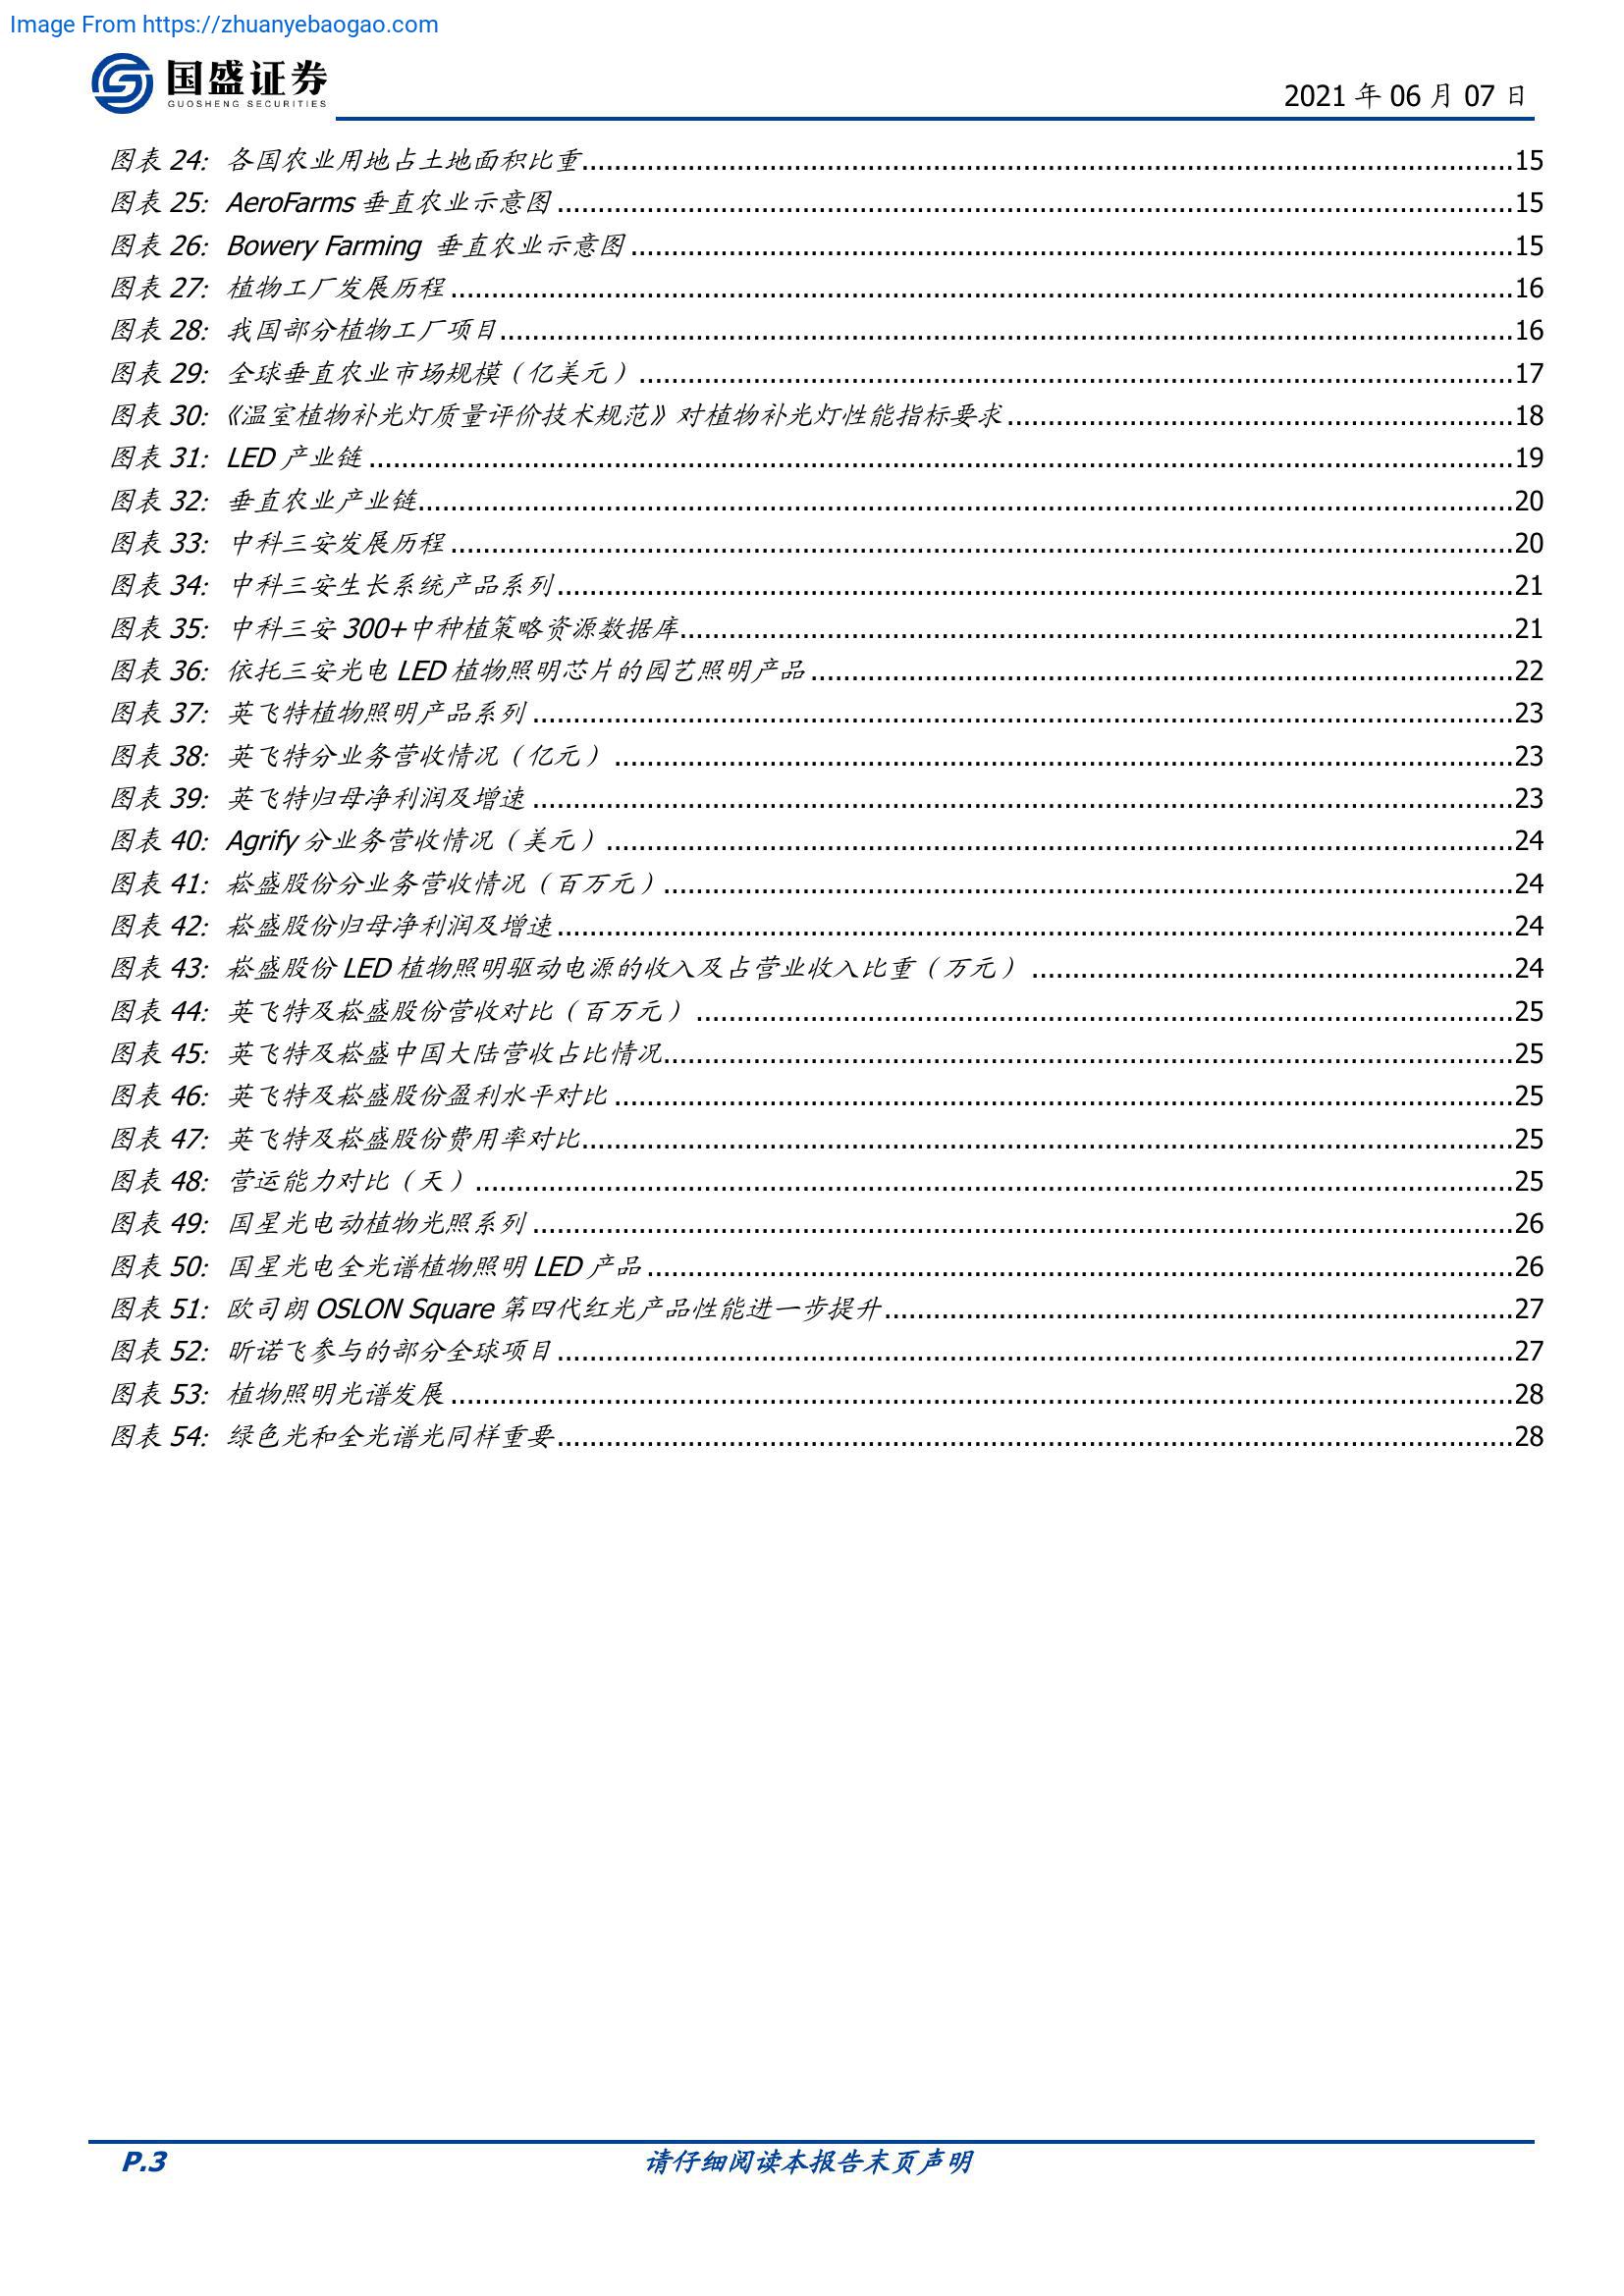 Image From https://zhuanyebaogao.com
国盛证券
GUOSHENG SECURITIES
2021 年 06 月 07 日
图表 24: 各国农业用地占土地面积比重 15
图表 25: AeroFarms 垂直农业示意图 15
图表 26: Bowery Farming 垂直农业示意图 15
图表 27: 植物工厂发展历程 16
图表 28: 我国部分植物工厂项目 16
图表 29: 全球垂直农业市场规模（亿美元） 17
图表 30:《温室植物补光灯质量评价技术规范》对植物补光灯性能指标要求 18
图表 31: LED 产业链 19
图表 32: 垂直农业产业链 20
图表 33: 中科三安发展历程 20
图表 34: 中科三安生长系统产品系列 21
图表 35: 中科三安 300+中种植策略资源数据库 21
图表 36: 依托三安光电 LED 植物照明芯片的园艺照明产品 22
图表 37: 英飞特植物照明产品系列 23
图表 38: 英飞特分业务营收情况（亿元） 23
图表 39: 英飞特归母净利润及增速 23
图表 40: Agrify 分业务营收情况（美元） 24
图表 41: 崧盛股份分业务营收情况（百万元） 24
图表 42: 崧盛股份归母净利润及增速 24
图表 43: 崧盛股份 LED 植物照明驱动电源的收入及占营业收入比重（万元） 24
图表 44: 英飞特及崧盛股份营收对比（百万元） 25
图表 45: 英飞特及崧盛中国大陆营收占比情况 25
图表 46: 英飞特及崧盛股份盈利水平对比 25
图表 47: 英飞特及崧盛股份费用率对比 25
图表 48: 营运能力对比（天） 25
图表 49: 国星光电动植物光照系列 26
图表 50: 国星光电全光谱植物照明 LED 产品 26
图表 51: 欧司朗 OSLON Square 第四代红光产品性能进一步提升 27
图表 52: 昕诺飞参与的部分全球项目 27
图表 53: 植物照明光谱发展 28
图表 54: 绿色光和全光谱光同样重要 28
P.3 请仔细阅读本报告末页声明